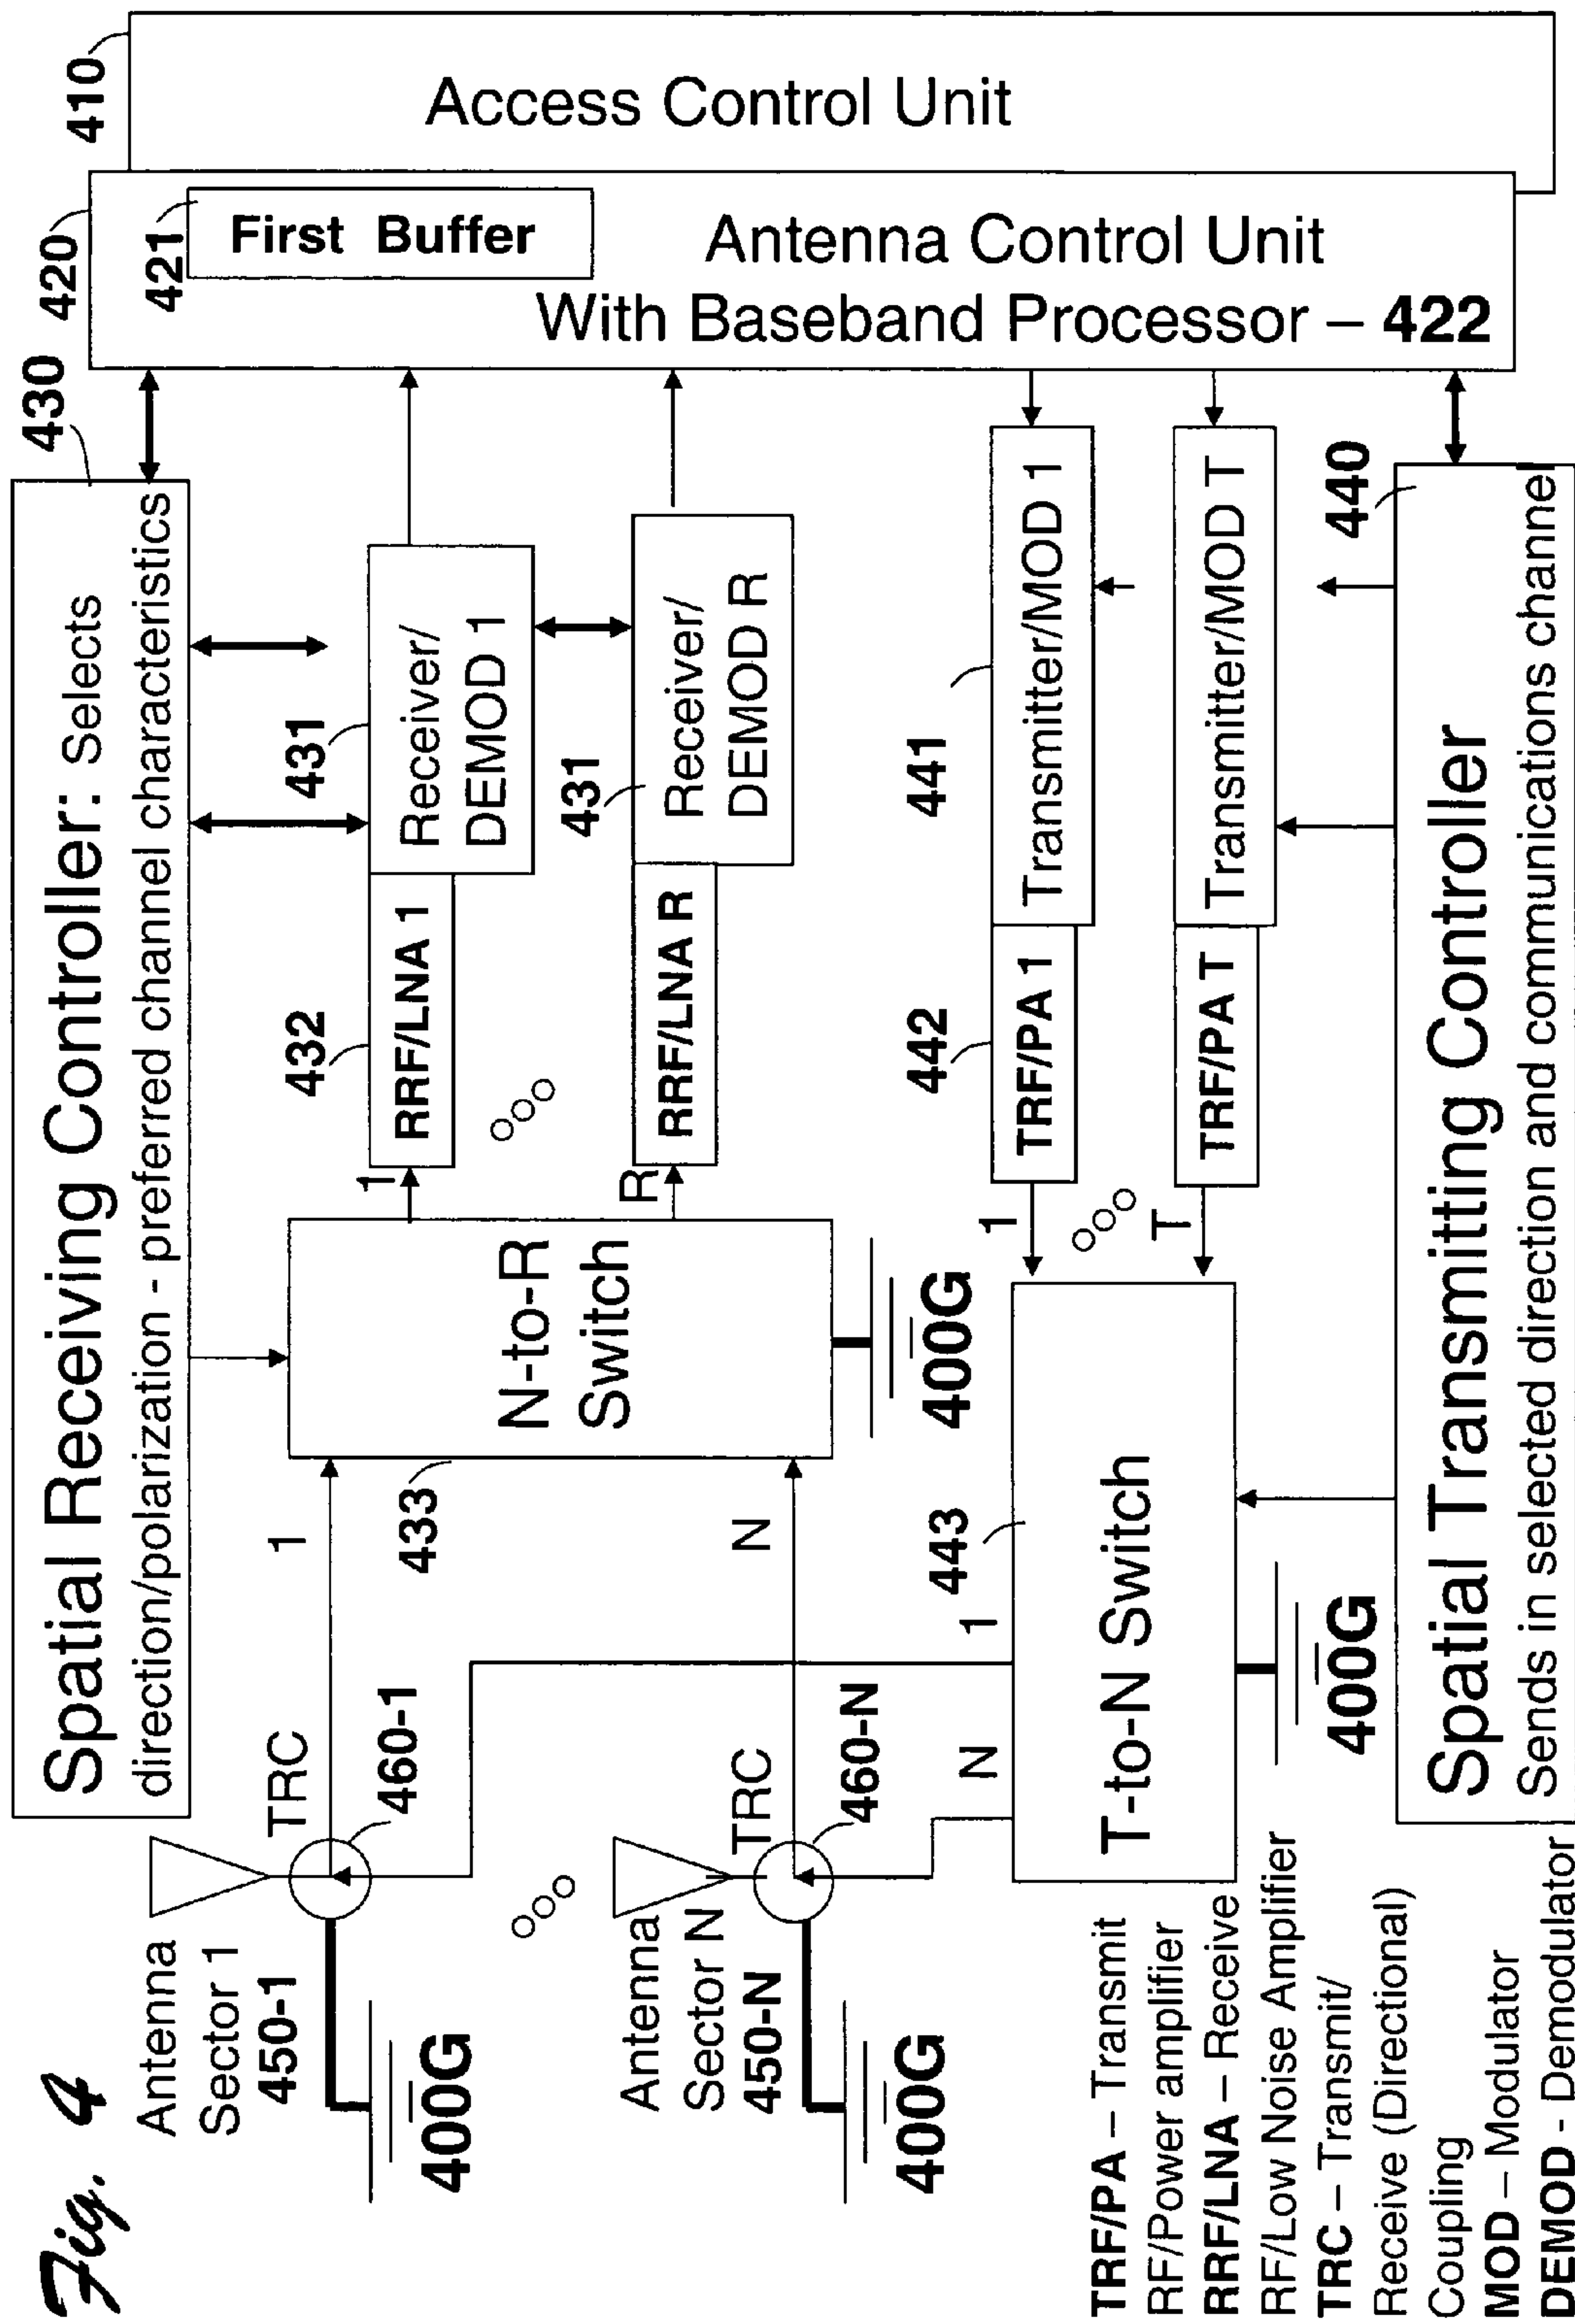 Fig. 4
Spatial Receiving Controller: Selects
direction/polarization - preferred channel characteristics
430
420
410
Access Control Unit
421
First Buffer
Antenna Control Unit
With Baseband Processor – 422
Antenna
Sector 1
450-1
400G
TRC
460-1
1
433
N-to-R
Switch
400G
1
R
432
RRF/LNA 1
431
Receiver/
DEMOD 1
RRF/LNA R
431
Receiver/
DEMOD R
Antenna
Sector N
450-N
400G
TRC
460-N
N
N
1
443
T-to-N Switch
400G
1
T
442
TRF/PA 1
441
Transmitter/MOD 1
TRF/PA T
Transmitter/MOD T
440
Spatial Transmitting Controller
Sends in selected direction and communications channel
TRF/PA – Transmit
RF/Power amplifier
RRF/LNA – Receive
RF/Low Noise Amplifier
TRC – Transmit/
Receive (Directional)
Coupling
MOD – Modulator
DEMOD - Demodulator